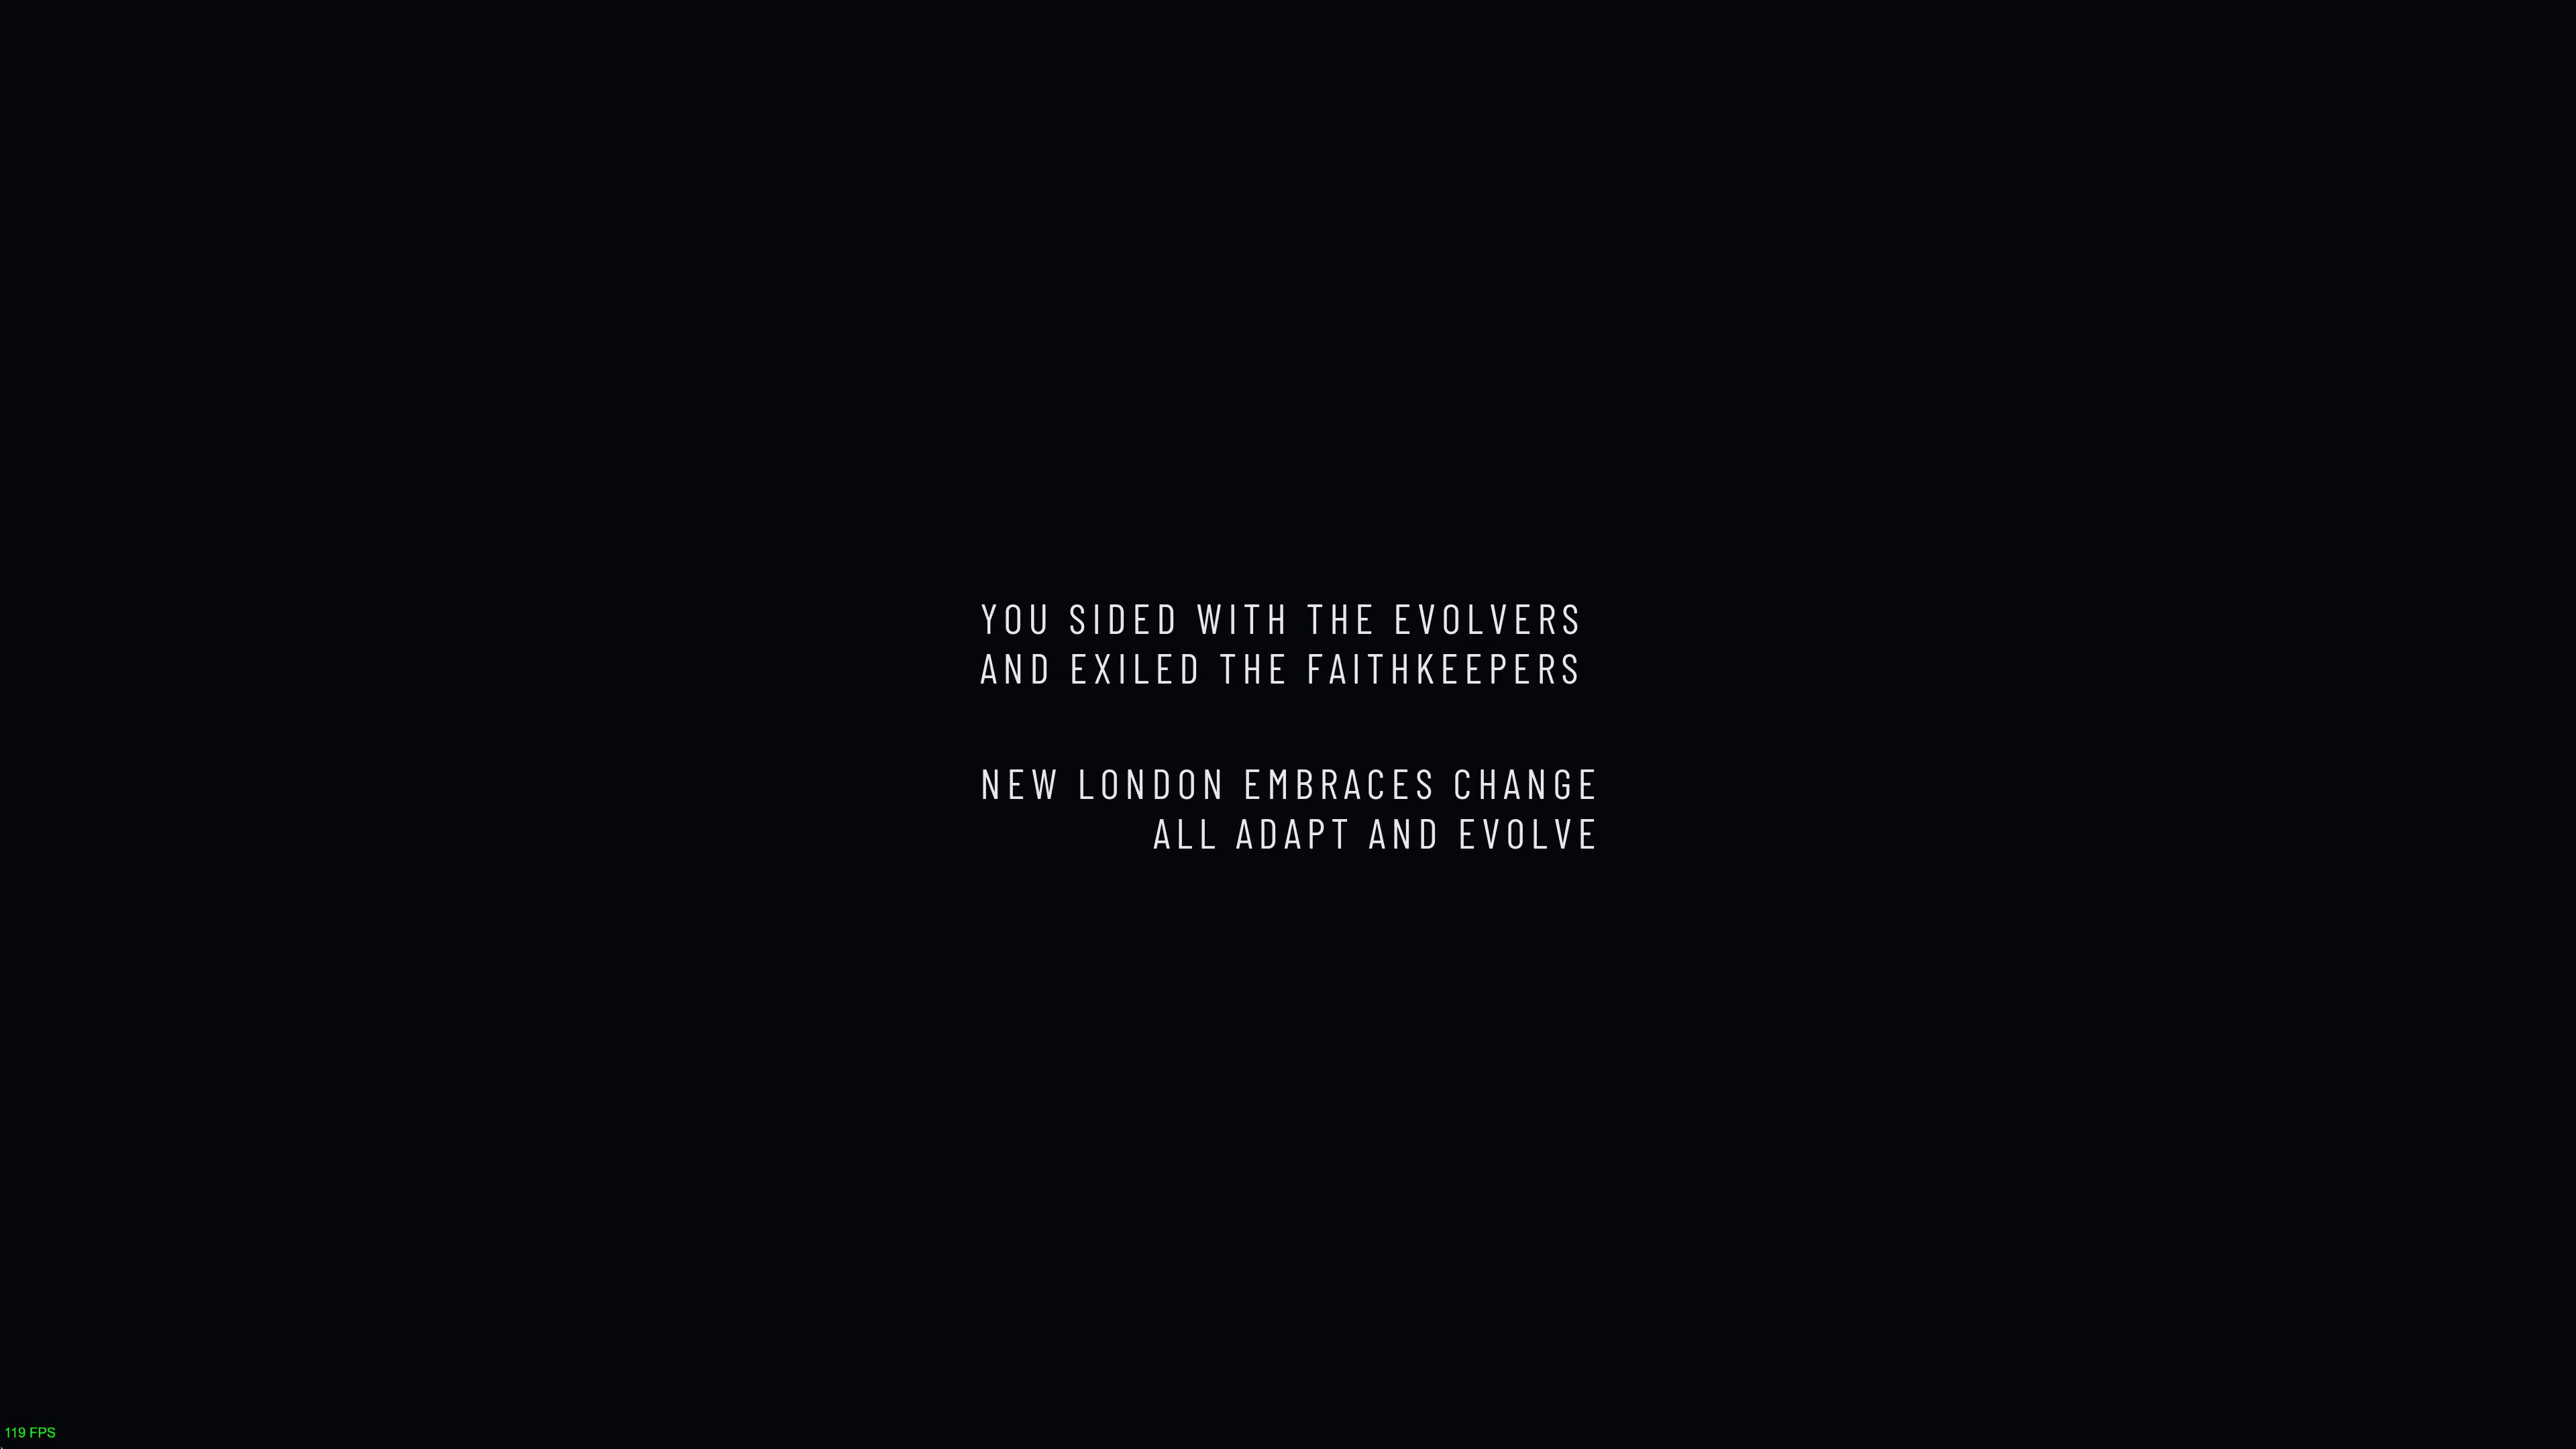 YOU SIDED WITH THE EVOLVERS
AND EXILED THE FAITHKEEPERS
NEW LONDON EMBRACES CHANGE
ALL ADAPT AND EVOLVE
119 FPS